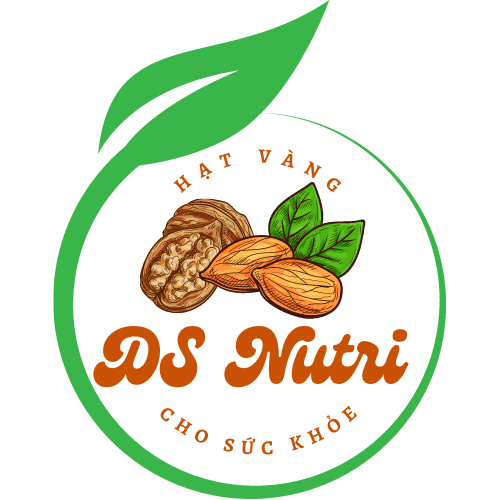 HẠT VÀNG
DS Nutri
CHO SỨC KHỎE